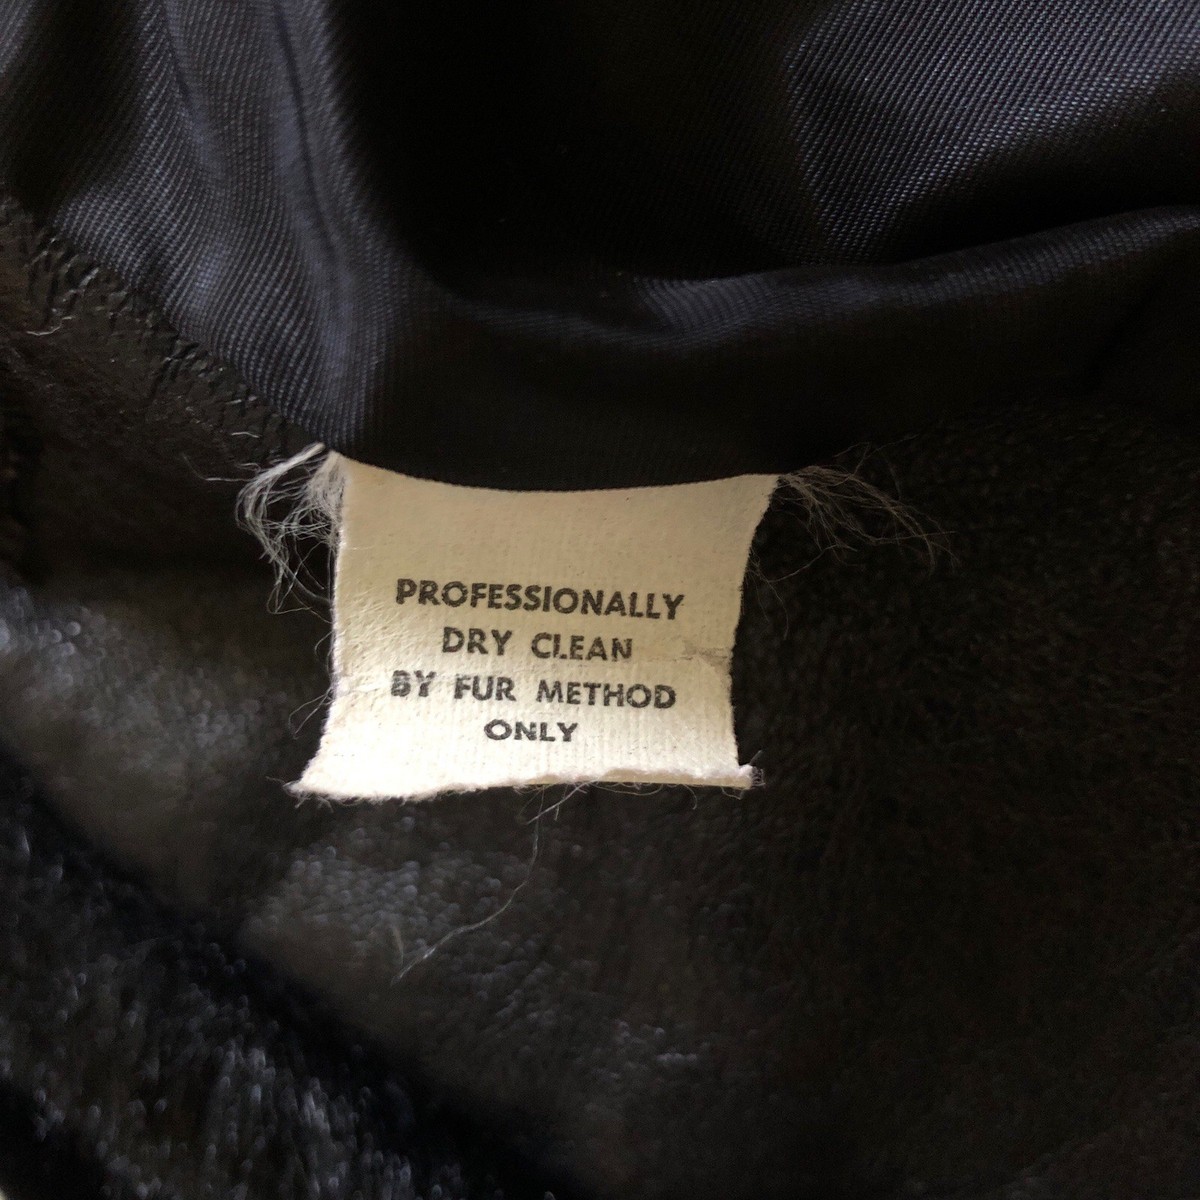 PROFESSIONALLY
DRY CLEAN
BY FUR METHOD
ONLY